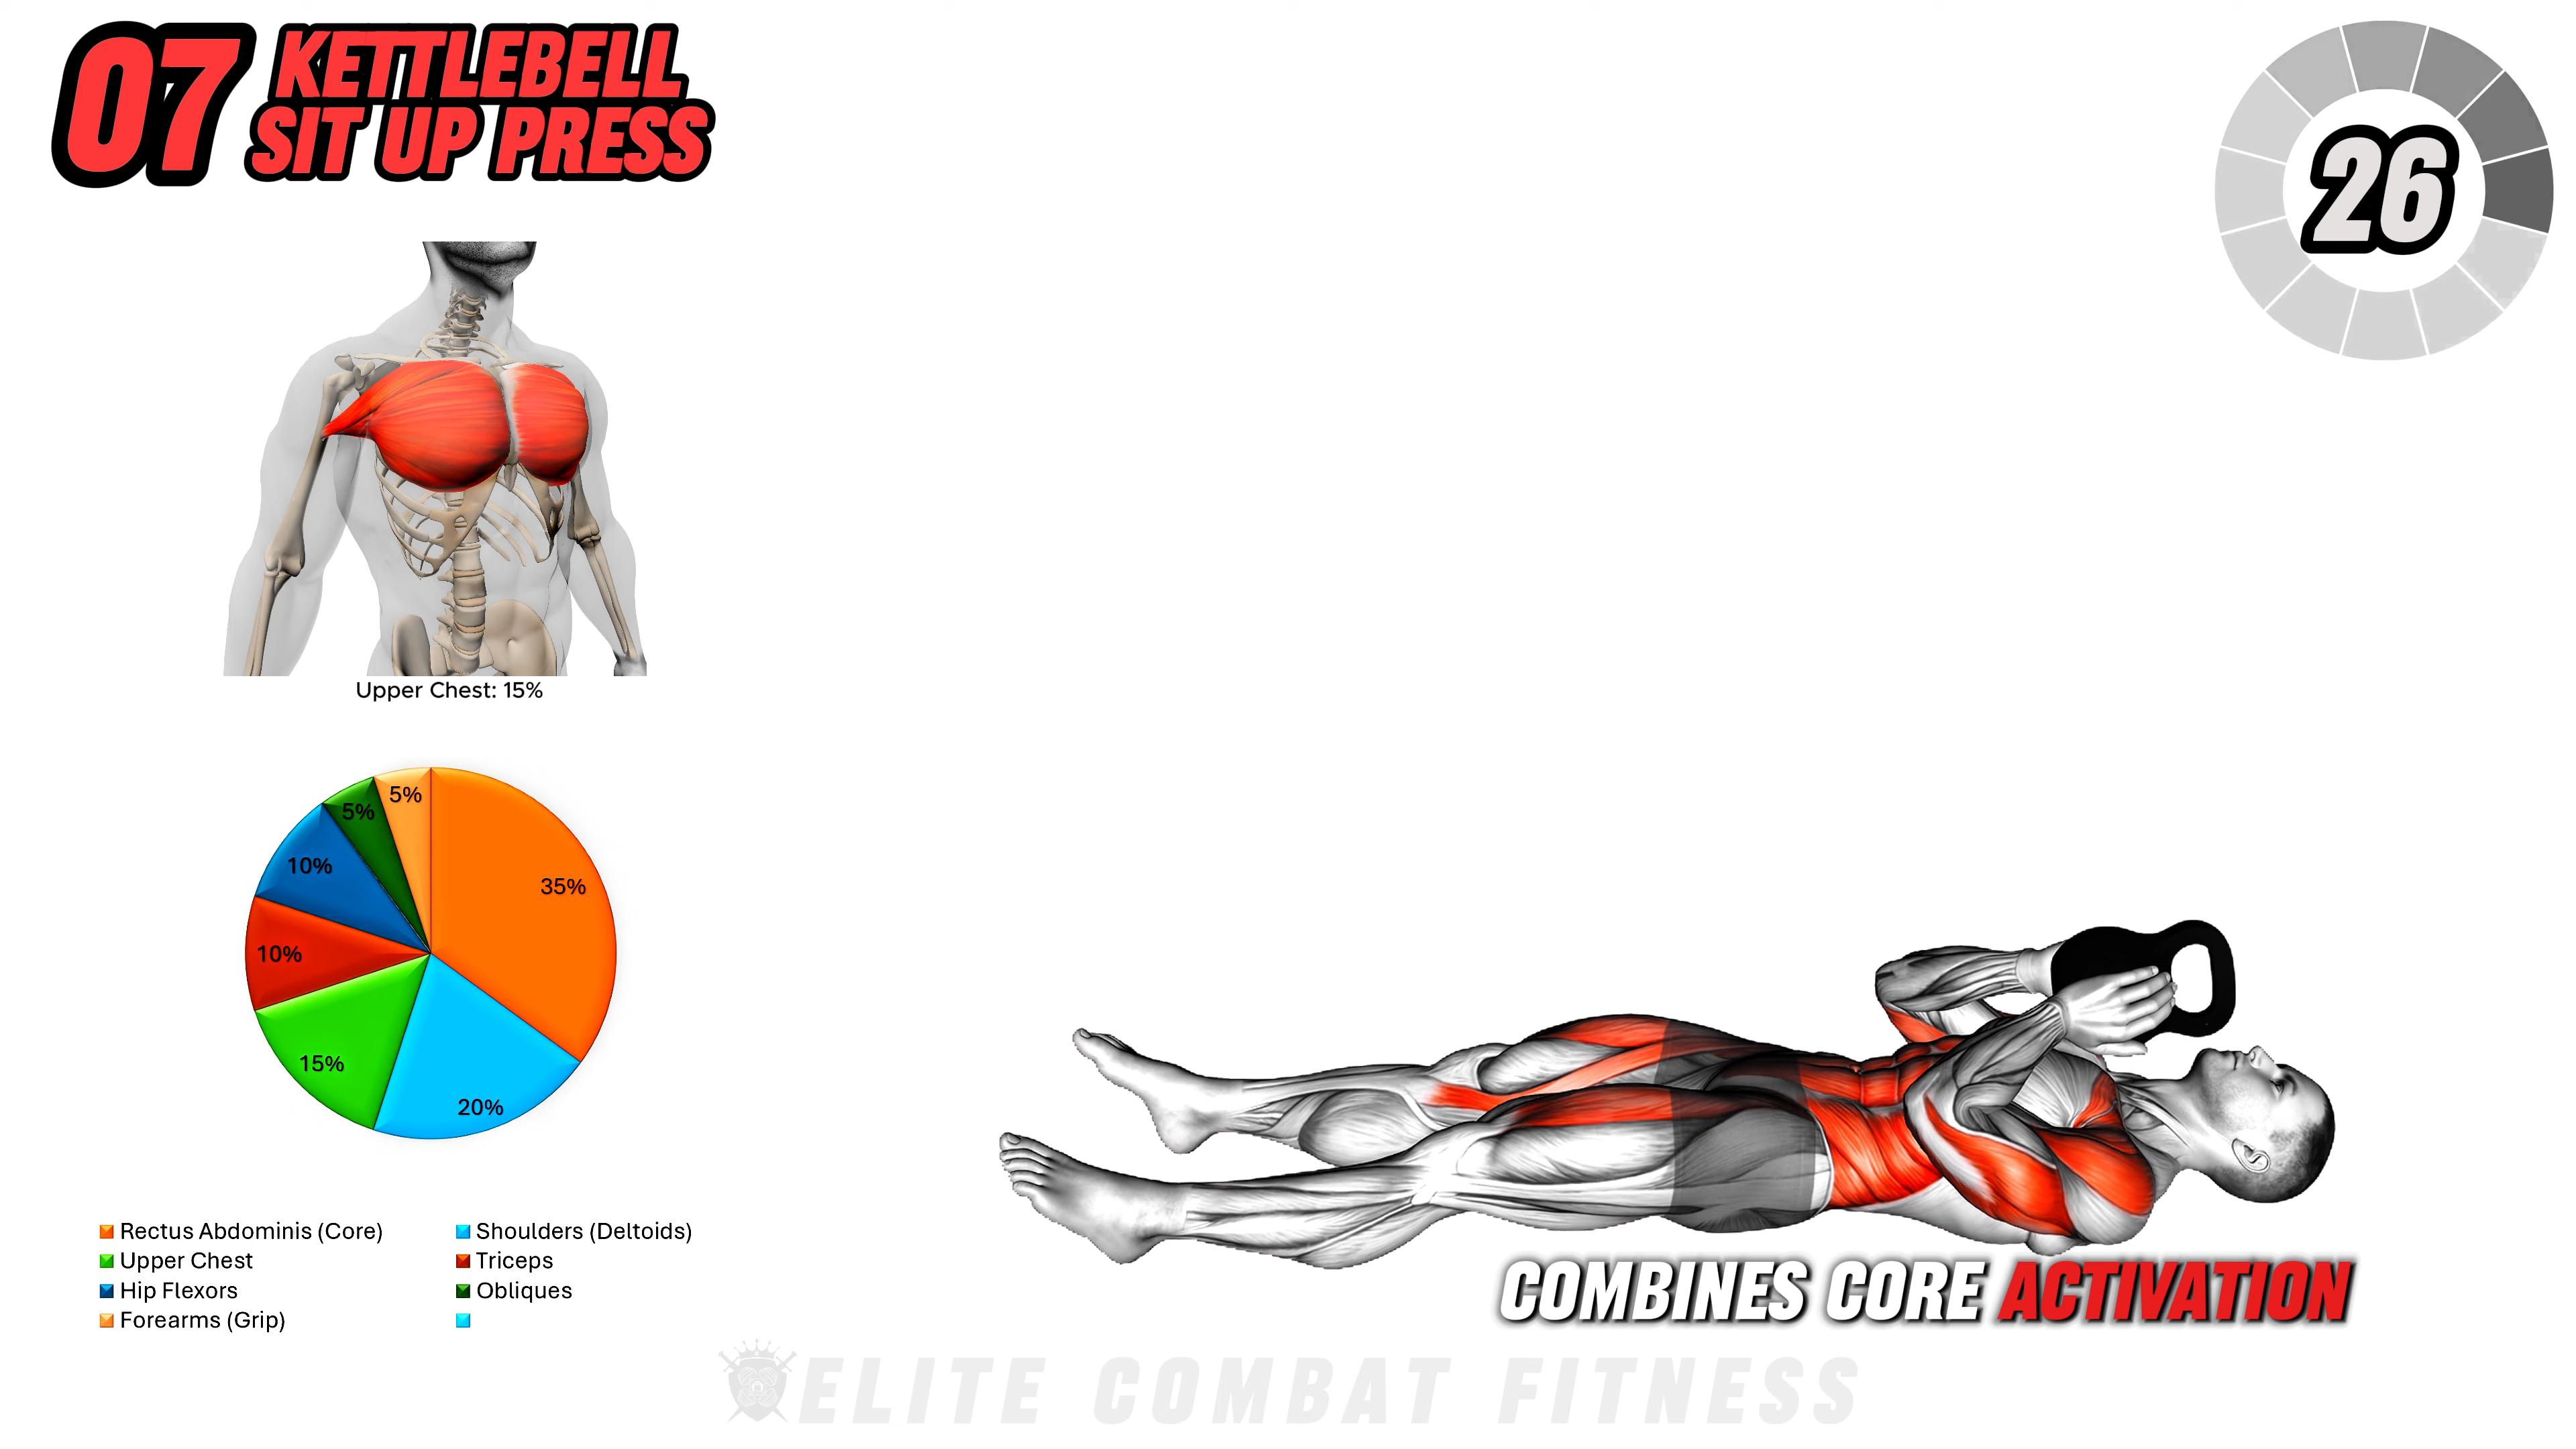 07 KETTLEBELL
SIT UP PRESS
26
Upper Chest: 15%
5%
5%
35%
10%
10%
15%
20%
Rectus Abdominis (Core)
Shoulders (Deltoids)
Upper Chest
Triceps
Hip Flexors
Obliques
Forearms (Grip)
COMBINES CORE ACTIVATION
ELITE COMBAT FITNESS